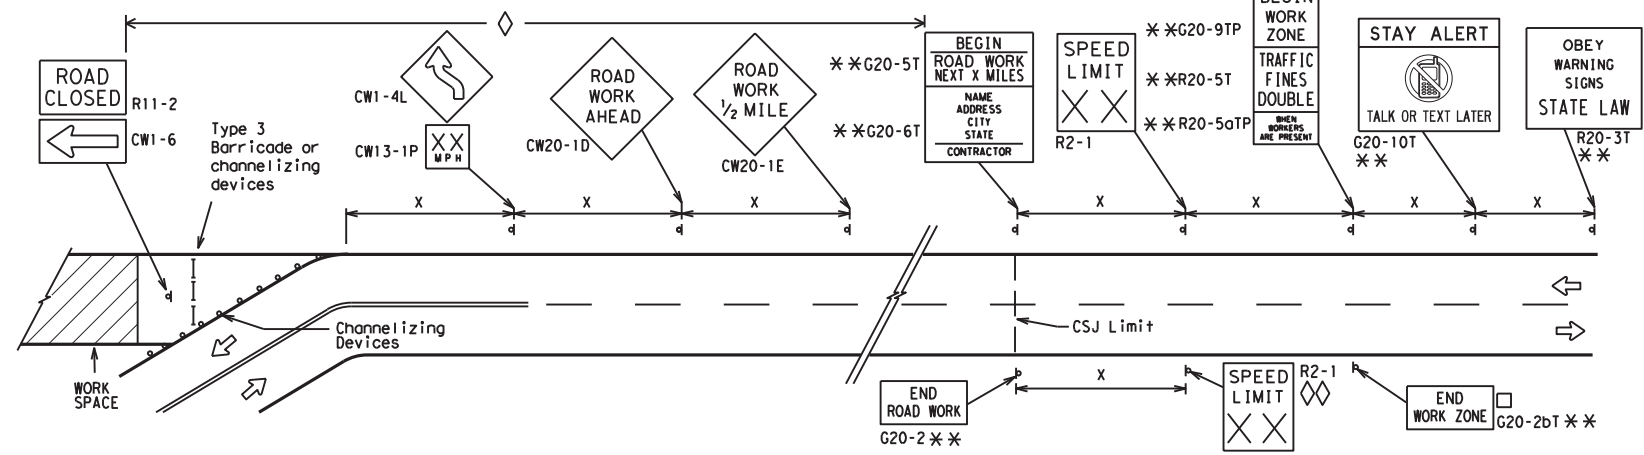 ROAD
CLOSED
R11-2
CW1-6
Type 3
Barricade or
channelizing
devices
CW1-4L
XX
MPH
CW13-1P
ROAD
WORK
AHEAD
CW20-1D
ROAD
WORK
1/2 MILE
CW20-1E
**G20-5T
BEGIN
ROAD WORK
NEXT X MILES
**G20-6T
NAME
ADDRESS
CITY
STATE
CONTRACTOR
SPEED
LIMIT
XX
R2-1
**G20-9TP
BEGIN
WORK
ZONE
**R20-5T
TRAFFIC
FINES
DOUBLE
**R20-5aTP
WHEN
WORKERS
ARE PRESENT
STAY ALERT
TALK OR TEXT LATER
G20-10T
**
OBEY
WARNING
SIGNS
STATE LAW
R20-3T
**
X
X
X
X
X
X
X
Channelizing
Devices
WORK
SPACE
CSJ Limit
END
ROAD WORK
G20-2**
X
SPEED
LIMIT
XX
R2-1
END
WORK ZONE
G20-2bT **